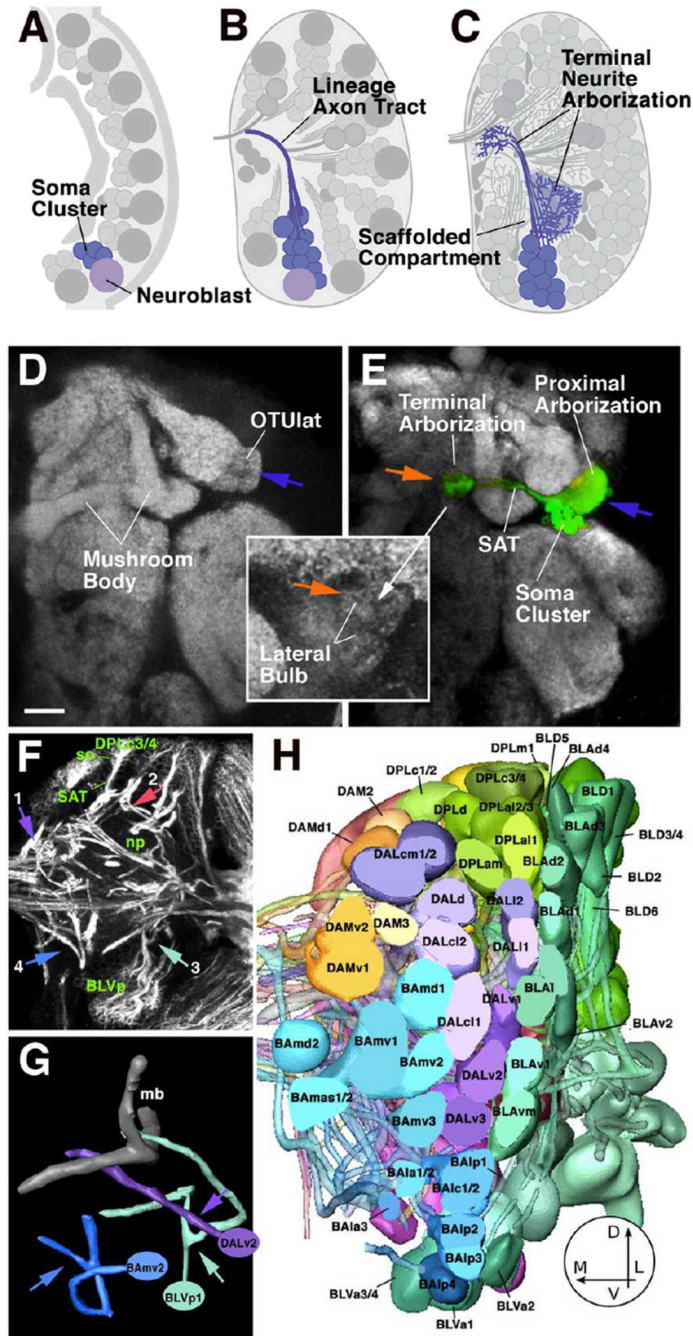 A
B
C
Soma
Cluster
Neuroblast
Lineage
Axon Tract
Terminal
Neurite
Arborization
Scaffolded
Compartment
D
OTUlat
Mushroom
Body
E
Terminal
Arborization
Proximal
Arborization
SAT
Soma
Cluster
Lateral
Bulb
F
DPLc3/4
so
SAT
1
2
np
4
3
BLVp
G
mb
DALv2
BAmv2
BLVp1
H
DPLm1
BLD5
BLAd4
DPLc1/2
DPLc3/4
BLD1
DAM2
DPLd
DPLal2/3
DAMd1
BLAd3
BLD3/4
DPLal1
DALcm1/2
DPLam
BLAd2
BLD2
DALd
DALl2
BLAd1
BLD6
DAM3
DAMv2
DALcl2
DALl1
DAMv1
BAmd1
BLAl
DALv1
DALcl1
BLAv2
BAmd2
BAmv1
BAmv2
BLAv1
DALv2
BAmas1/2
BLAvm
BAmv3
DALv3
BAla1/2
BAlp1
BAlc1/2
BAla3
BAlp2
BAlp3
BAlp4
BLVa3/4
BLVa1
BLVa2
D
M
L
V